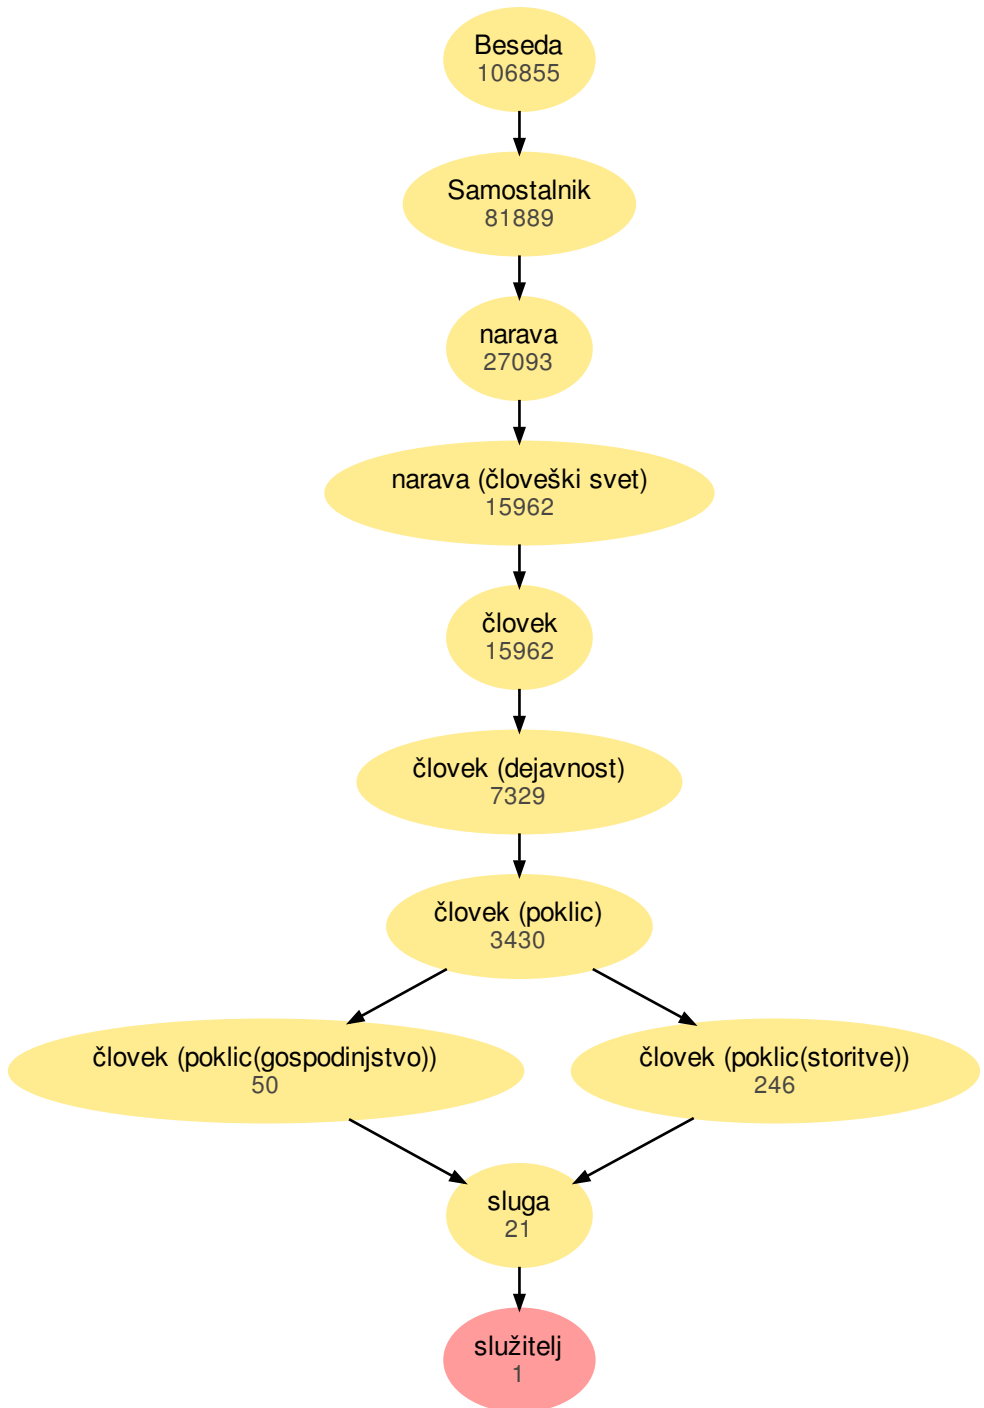 Beseda
106855
Samostalnik
81889
narava
27093
narava (človeški svet)
15962
človek
15962
človek (dejavnost)
7329
človek (poklic)
3430
človek (poklic(gospodinjstvo))
50
človek (poklic(storitve))
246
sluga
21
služitelj
1